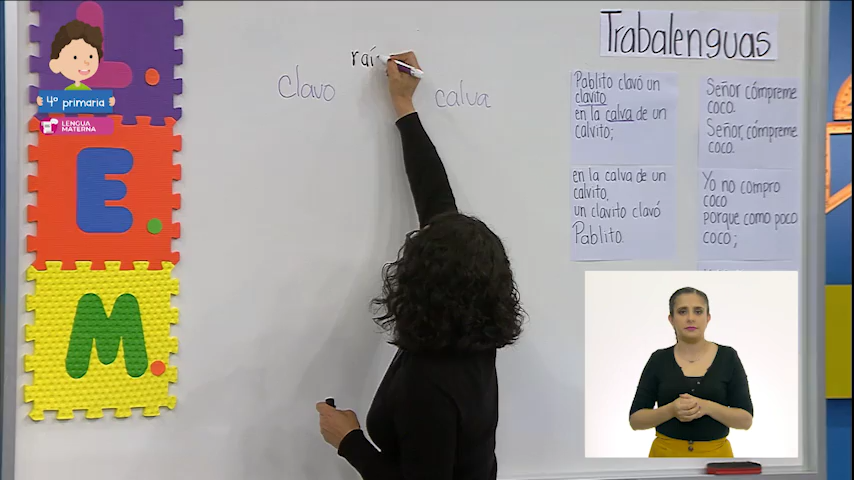 4º primaria
LENGUA
MATERNA
E
M
raí
clavo
calva
Trabalenguas
Pablito clavó un
clavito
en la calva de un
calvito;
en la calva de un
calvito,
un clavito clavó
Pablito.
Señor cómpreme
coco.
Señor, cómpreme
coco.
Yo no compro
coco
porque como poco
coco;